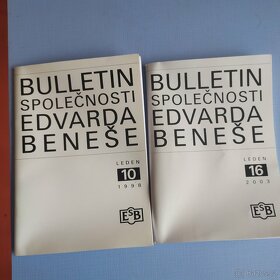 BULLETIN
SPOLEČNOSTI
EDVARDA
BENEŠE
LEDEN
10
1998
ESB
BULLETIN
SPOLEČNOSTI
EDVARDA
BENEŠE
LEDEN
16
2003
ESB